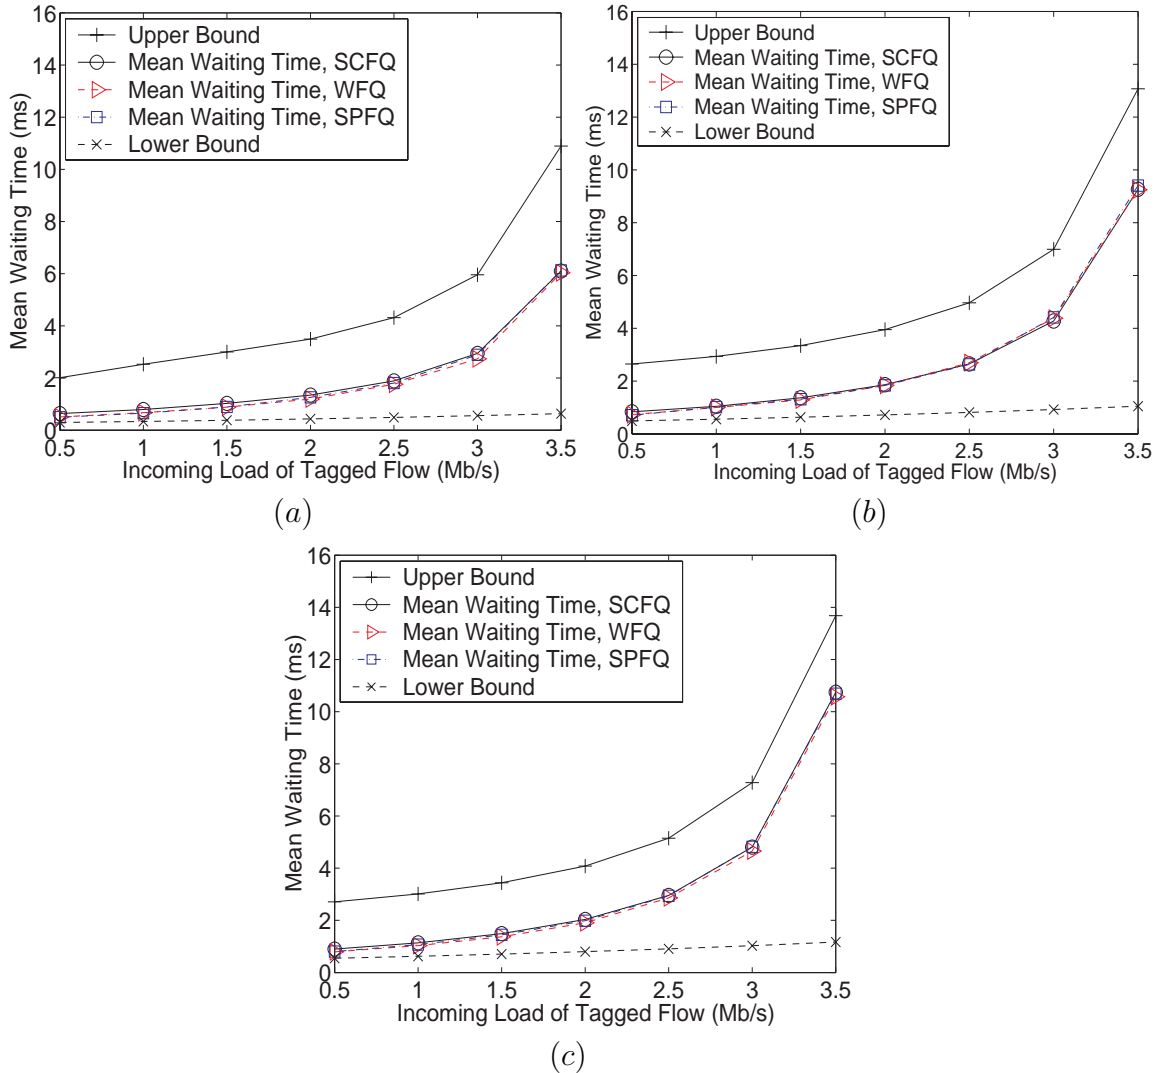 16
14
12
10
8
6
4
2
0
Mean Waiting Time (ms)
Upper Bound
Mean Waiting Time, SCFQ
Mean Waiting Time, WFQ
Mean Waiting Time, SPFQ
Lower Bound
0.5 1 1.5 2 2.5 3 3.5
Incoming Load of Tagged Flow (Mb/s)
(a)
16
14
12
10
8
6
4
2
0
Mean Waiting Time (ms)
Upper Bound
Mean Waiting Time, SCFQ
Mean Waiting Time, WFQ
Mean Waiting Time, SPFQ
Lower Bound
0.5 1 1.5 2 2.5 3 3.5
Incoming Load of Tagged Flow (Mb/s)
(b)
16
14
12
10
8
6
4
2
0
Mean Waiting Time (ms)
Upper Bound
Mean Waiting Time, SCFQ
Mean Waiting Time, WFQ
Mean Waiting Time, SPFQ
Lower Bound
0.5 1 1.5 2 2.5 3 3.5
Incoming Load of Tagged Flow (Mb/s)
(c)